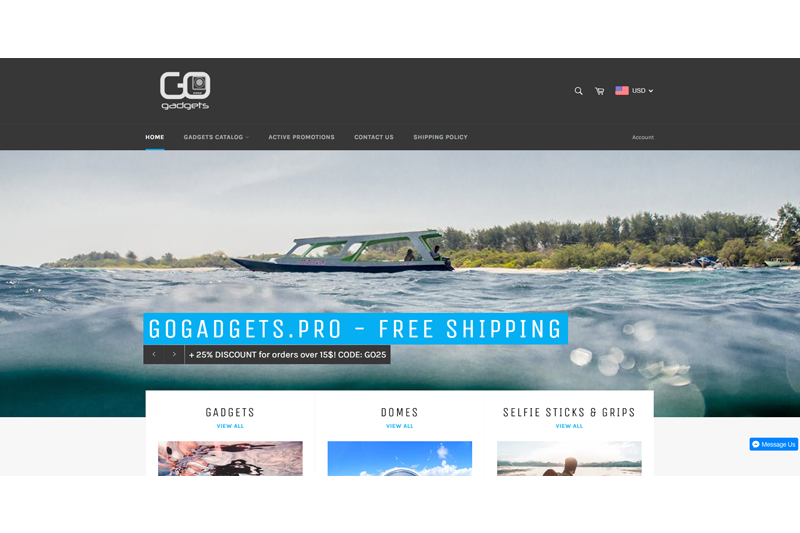 GO
gadgets
USD
HOME
GADGETS CATALOG
ACTIVE PROMOTIONS
CONTACT US
SHIPPING POLICY
Account
GOGADGETS.PRO - FREE SHIPPING
+ 25% DISCOUNT for orders over 15$! CODE: GO25
GADGETS
VIEW ALL
DOMES
VIEW ALL
SELFIE STICKS & GRIPS
VIEW ALL
Message Us